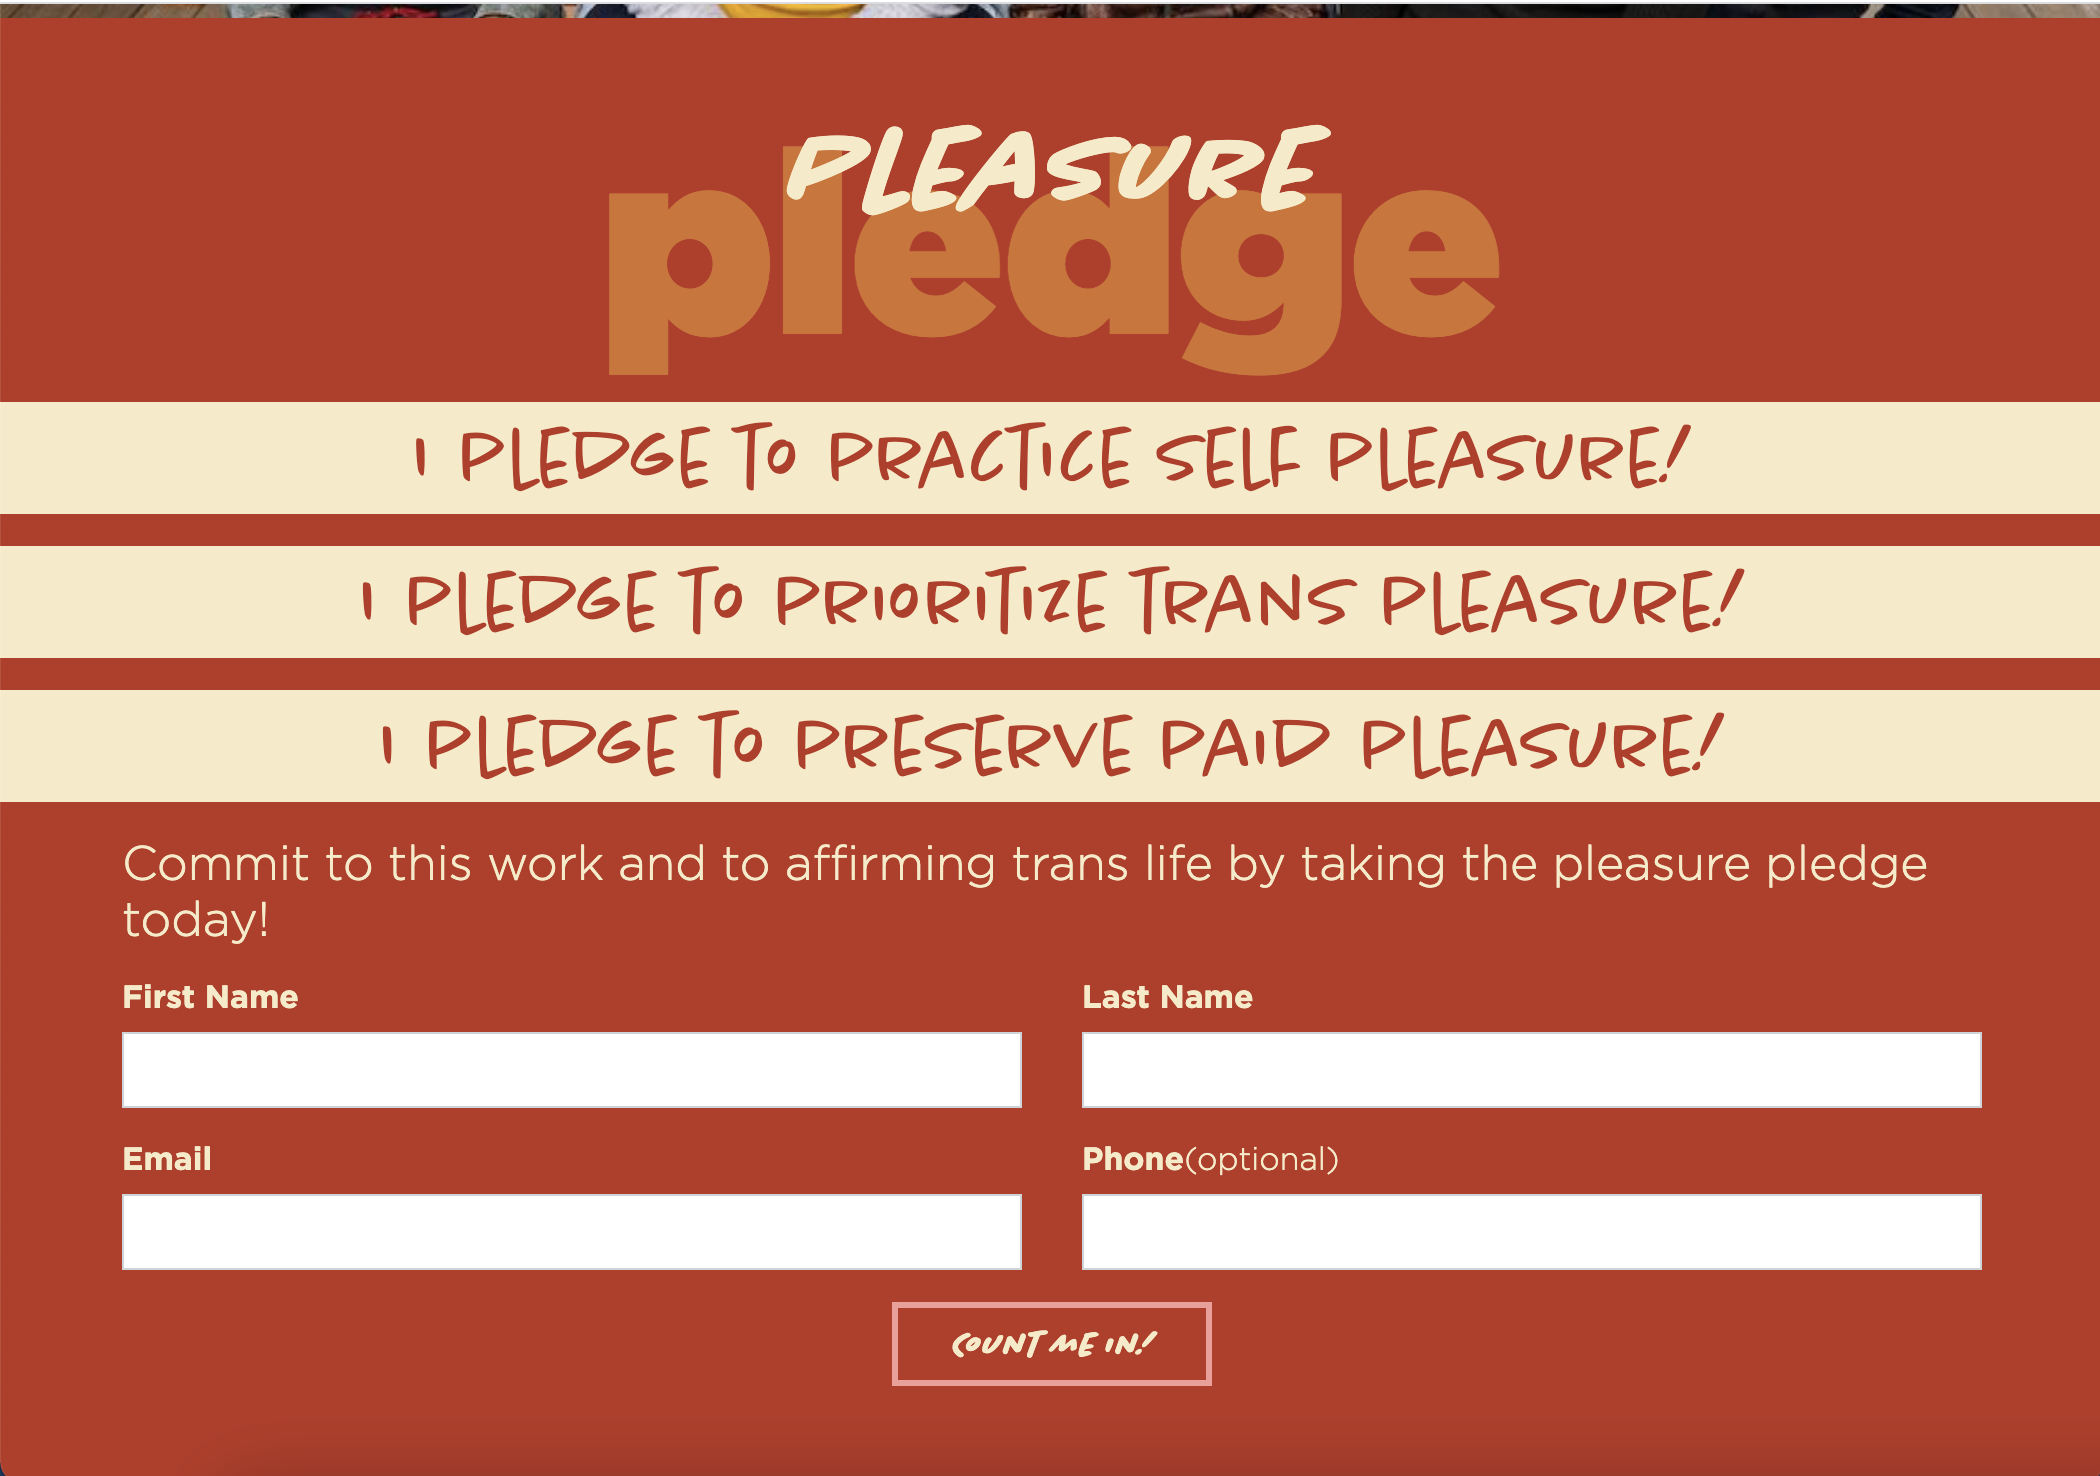 PLEASURE
pledge
I PLEDGE TO PRACTICE SELF PLEASURE!
I PLEDGE TO PRIORITIZE TRANS PLEASURE!
I PLEDGE TO PRESERVE PAID PLEASURE!
Commit to this work and to affirming trans life by taking the pleasure pledge
today!
First Name
Last Name
Email
Phone(optional)
COUNT ME IN!